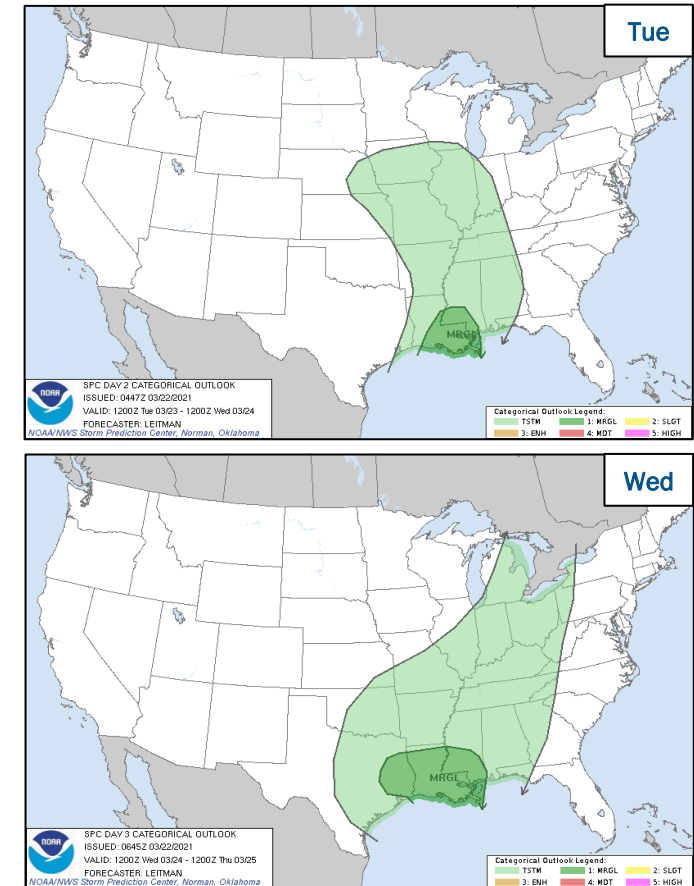 Tue
MRGL
NOAA
SPC DAY 2 CATEGORICAL OUTLOOK
ISSUED: 0447Z 03/22/2021
VALID: 1200Z Tue 03/23 - 1200Z Wed 03/24
FORECASTER: LEITMAN
NOAA/NWS Storm Prediction Center, Norman, Oklahoma
Categorical Outlook Legend:
TSTM 1: MRGL 2: SLGT
3: ENH 4: MDT 5: HIGH
Wed
MRGL
NOAA
SPC DAY 3 CATEGORICAL OUTLOOK
ISSUED: 0645Z 03/22/2021
VALID: 1200Z Wed 03/24 - 1200Z Thu 03/25
FORECASTER: LEITMAN
NOAA/NWS Storm Prediction Center, Norman, Oklahoma
Categorical Outlook Legend:
TSTM 1: MRGL 2: SLGT
3: ENH 4: MDT 5: HIGH